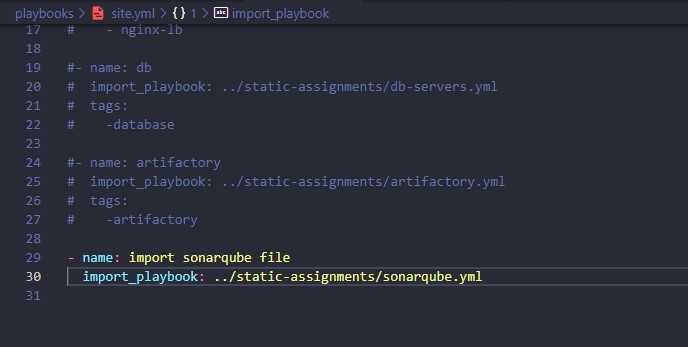 playbooks > site.yml > {} 1 > abc import_playbook
17 #     - nginx-lb
18
19 #- name: db
20 #  import_playbook: ../static-assignments/db-servers.yml
21 #  tags:
22 #    -database
23
24 #- name: artifactory
25 #  import_playbook: ../static-assignments/artifactory.yml
26 #  tags:
27 #    -artifactory
28
29 - name: import sonarqube file
30   import_playbook: ../static-assignments/sonarqube.yml
31